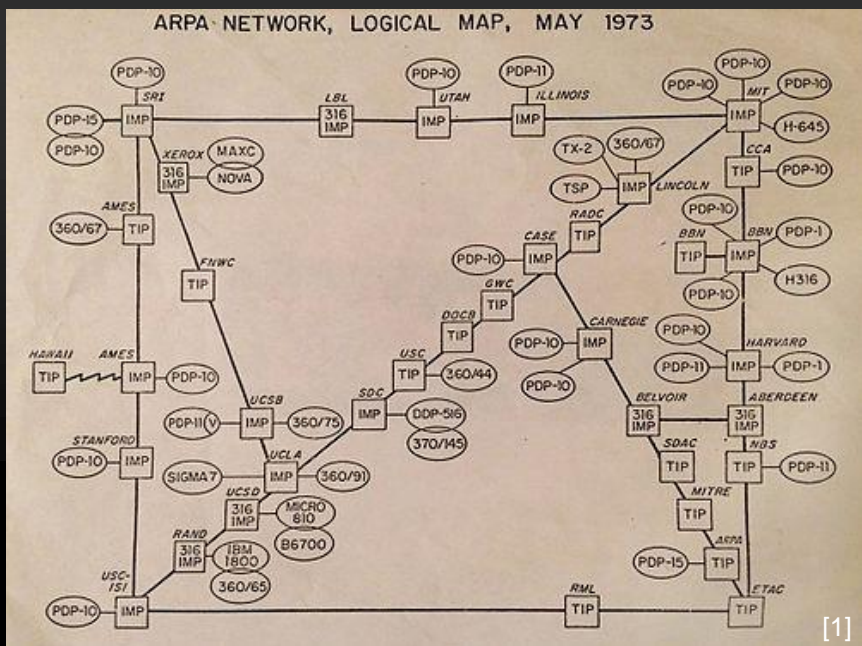 ARPA NETWORK, LOGICAL MAP, MAY 1973
PDP-10
SRI
IMP
PDP-15
PDP-10
LBL
316
IMP
PDP-10
UTAH
IMP
PDP-11
ILLINOIS
IMP
PDP-10
PDP-10
PDP-10
MIT
IMP
H-645
XEROX
316
IMP
MAXC
NOVA
TX-2
360/67
TSP
IMP
LINCOLN
CCA
TIP
PDP-10
AMES
360/67
TIP
RADC
TIP
PDP-10
BBN
IMP
PDP-1
BBN
TIP
PDP-10
H316
FNWC
TIP
CASE
PDP-10
IMP
GWC
TIP
DOCB
TIP
CARNEGIE
PDP-10
IMP
PDP-10
PDP-10
HARVARD
PDP-11
IMP
PDP-1
HAWAII
TIP
AMES
IMP
PDP-10
USC
TIP
360/44
SDC
IMP
DDP-516
370/145
UCSB
PDP-11
V
IMP
360/75
BELVOIR
316
IMP
ABERDEEN
316
IMP
STANFORD
PDP-10
IMP
UCLA
SIGMA7
IMP
360/91
SDAC
TIP
NBS
TIP
PDP-11
UCSD
316
IMP
MICRO
810
B6700
MITRE
TIP
RAND
316
IMP
IBM
1800
360/65
ARPA
PDP-15
TIP
USC-
ISI
PDP-10
IMP
RML
TIP
ETAC
TIP
[1]